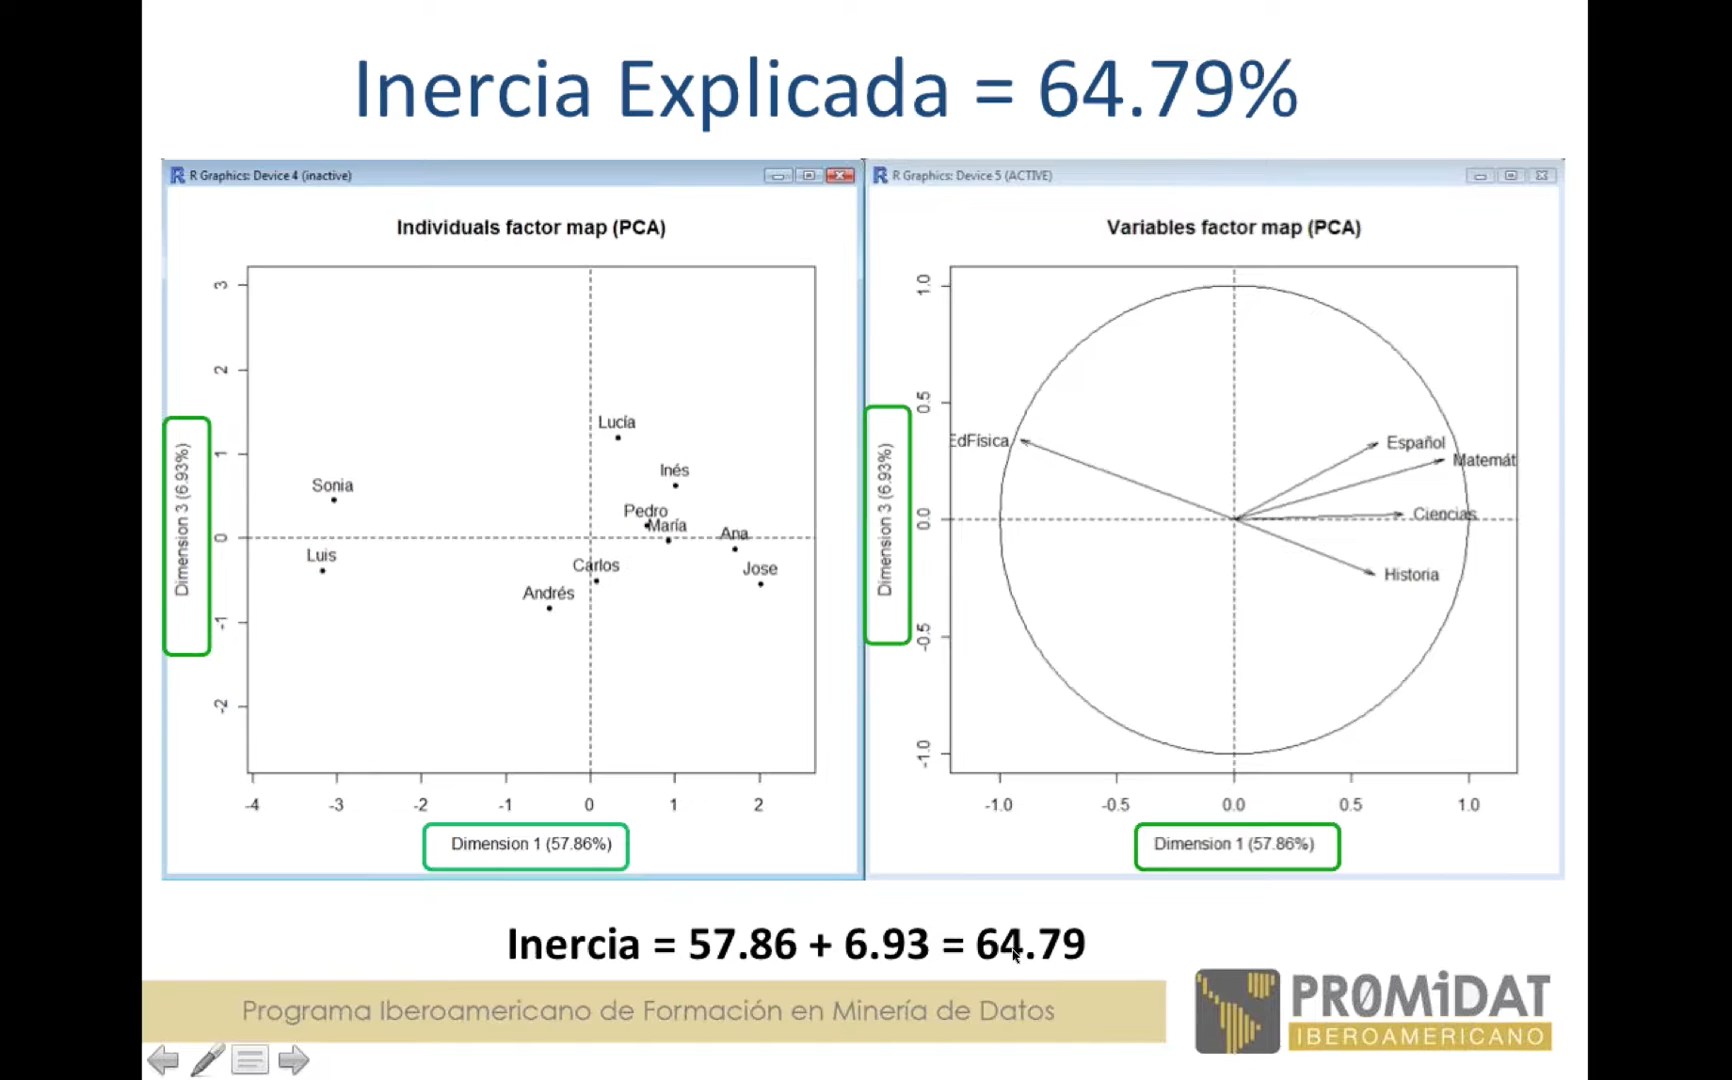 Inercia Explicada = 64.79%
R Graphics: Device 4 (inactive)
Individuals factor map (PCA)
3
2
1
0
-1
-2
Dimension 3 (6.93%)
Lucía
Inés
Sonia
Pedro
María
Ana
Luis
Carlos
Jose
Andrés
-4 -3 -2 -1 0 1 2
Dimension 1 (57.86%)
R Graphics: Device 5 (ACTIVE)
Variables factor map (PCA)
1.0
0.5
0.0
-0.5
-1.0
Dimension 3 (6.93%)
EdFísica
Español
Matemát
Ciencias
Historia
-1.0 -0.5 0.0 0.5 1.0
Dimension 1 (57.86%)
Inercia = 57.86 + 6.93 = 64.79
Programa Iberoamericano de Formación en Minería de Datos
PR0MiDAT
IBEROAMERICANO